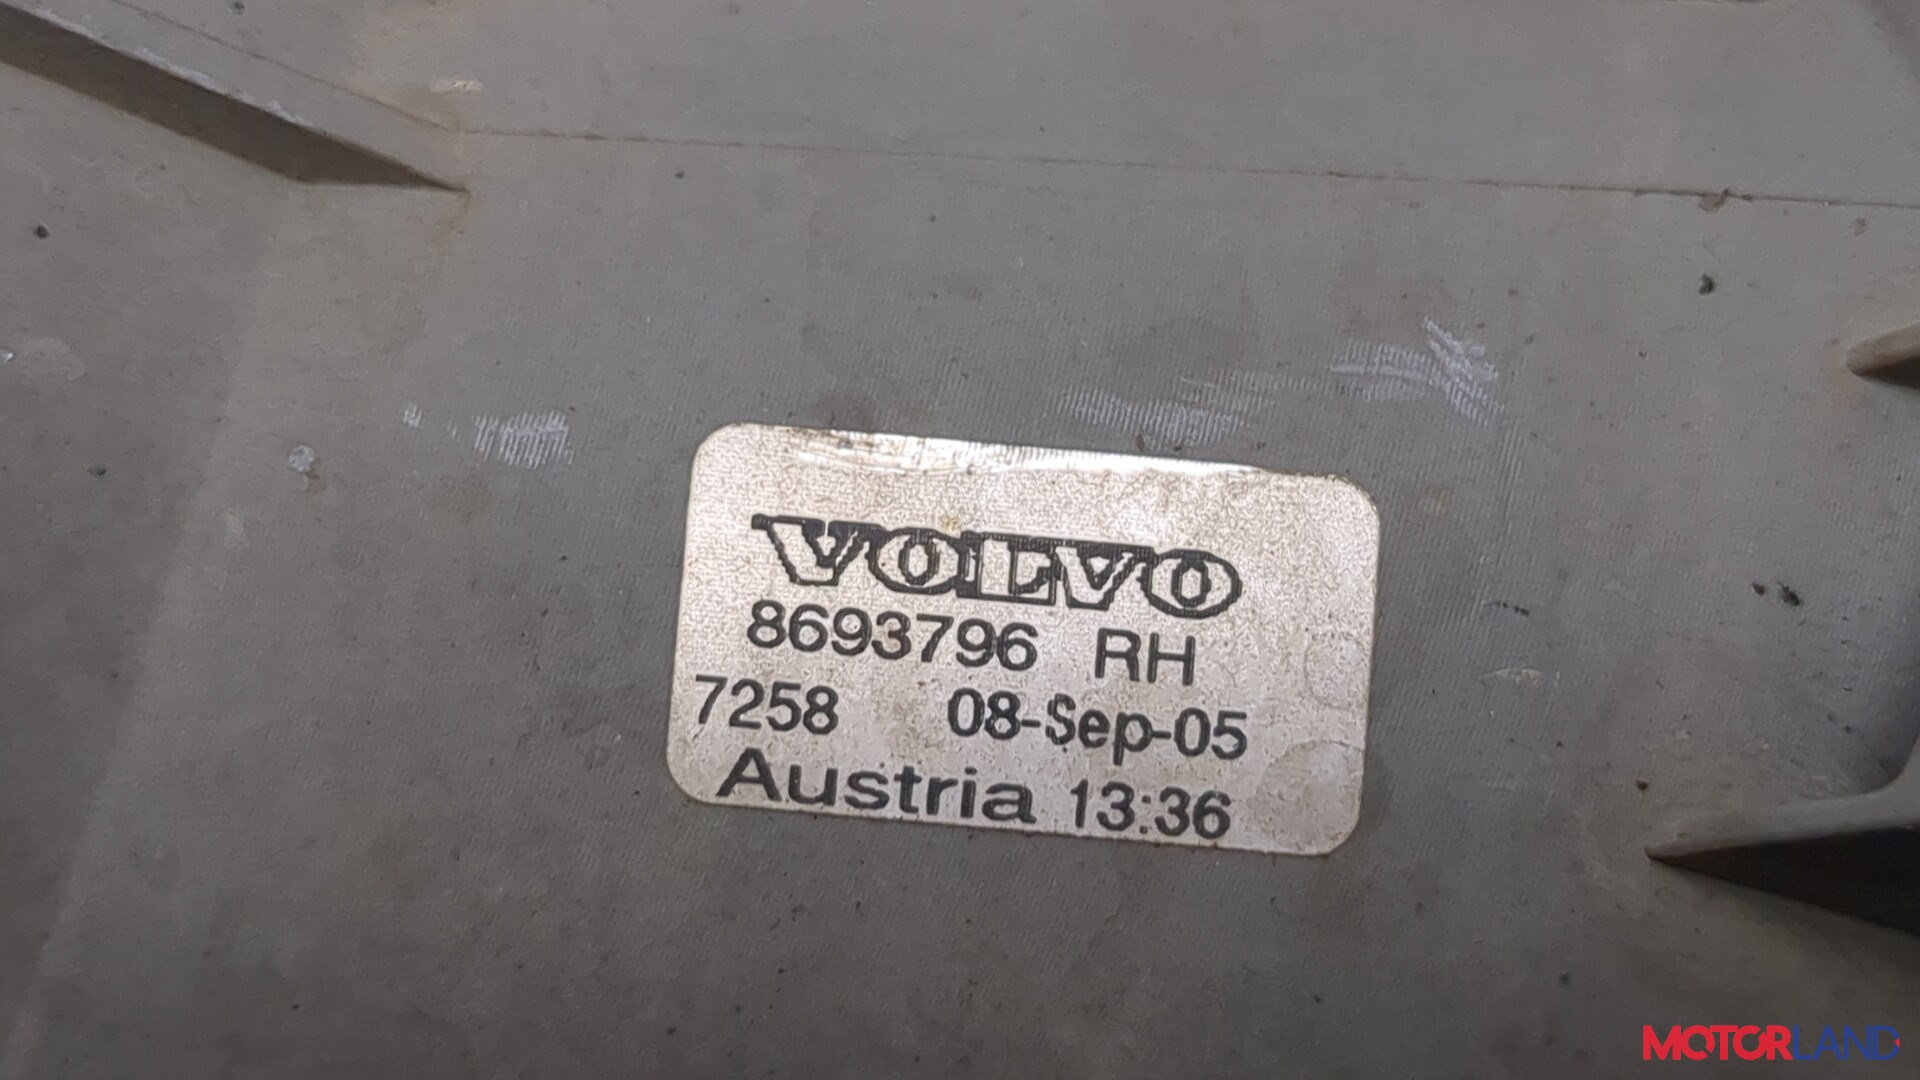 VOLVO
8693796 RH
7258 08-Sep-05
Austria 13:36
MOTORLAND